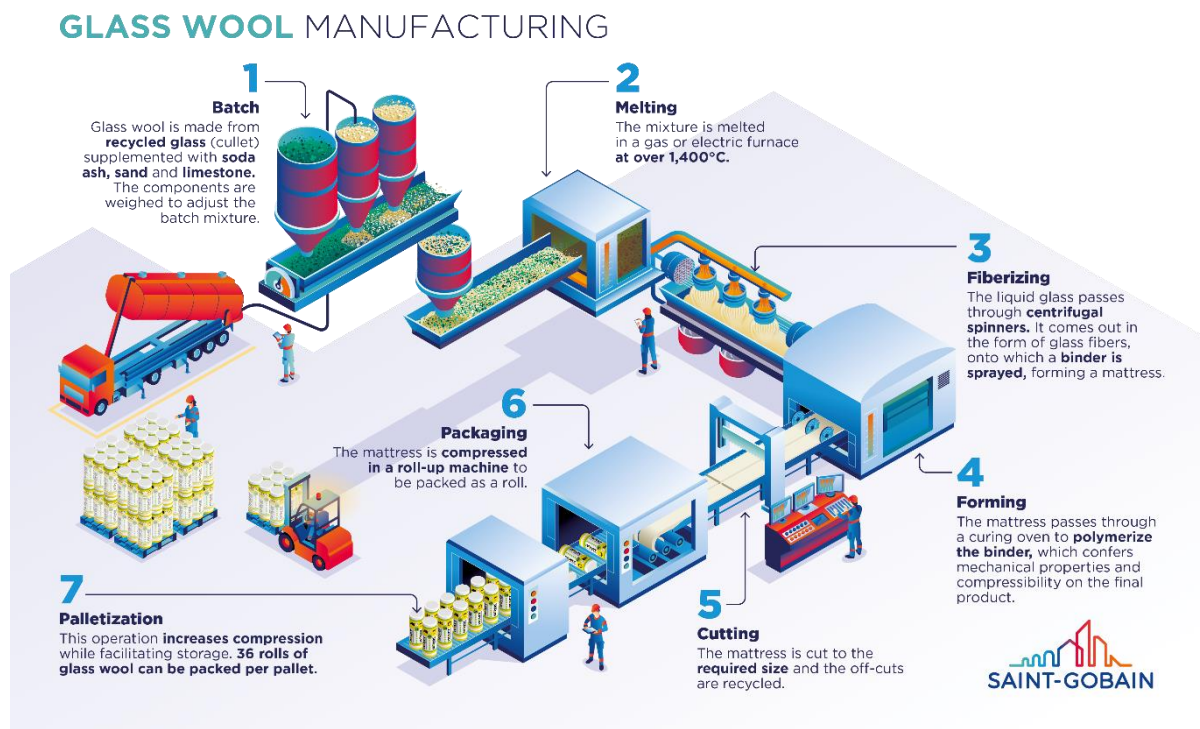 GLASS WOOL MANUFACTURING
1
Batch
Glass wool is made from
recycled glass (cullet)
supplemented with soda
ash, sand and limestone.
The components are
weighed to adjust the
batch mixture.
2
Melting
The mixture is melted
in a gas or electric furnace
at over 1,400°C.
3
Fiberizing
The liquid glass passes
through centrifugal
spinners. It comes out in
the form of glass fibers,
onto which a binder is
sprayed, forming a mattress.
4
Forming
The mattress passes through
a curing oven to polymerize
the binder, which confers
mechanical properties and
compressibility on the final
product.
5
Cutting
The mattress is cut to the
required size and the off-cuts
are recycled.
6
Packaging
The mattress is compressed
in a roll-up machine to
be packed as a roll.
7
Palletization
This operation increases compression
while facilitating storage. 36 rolls of
glass wool can be packed per pallet.
SAINT-GOBAIN